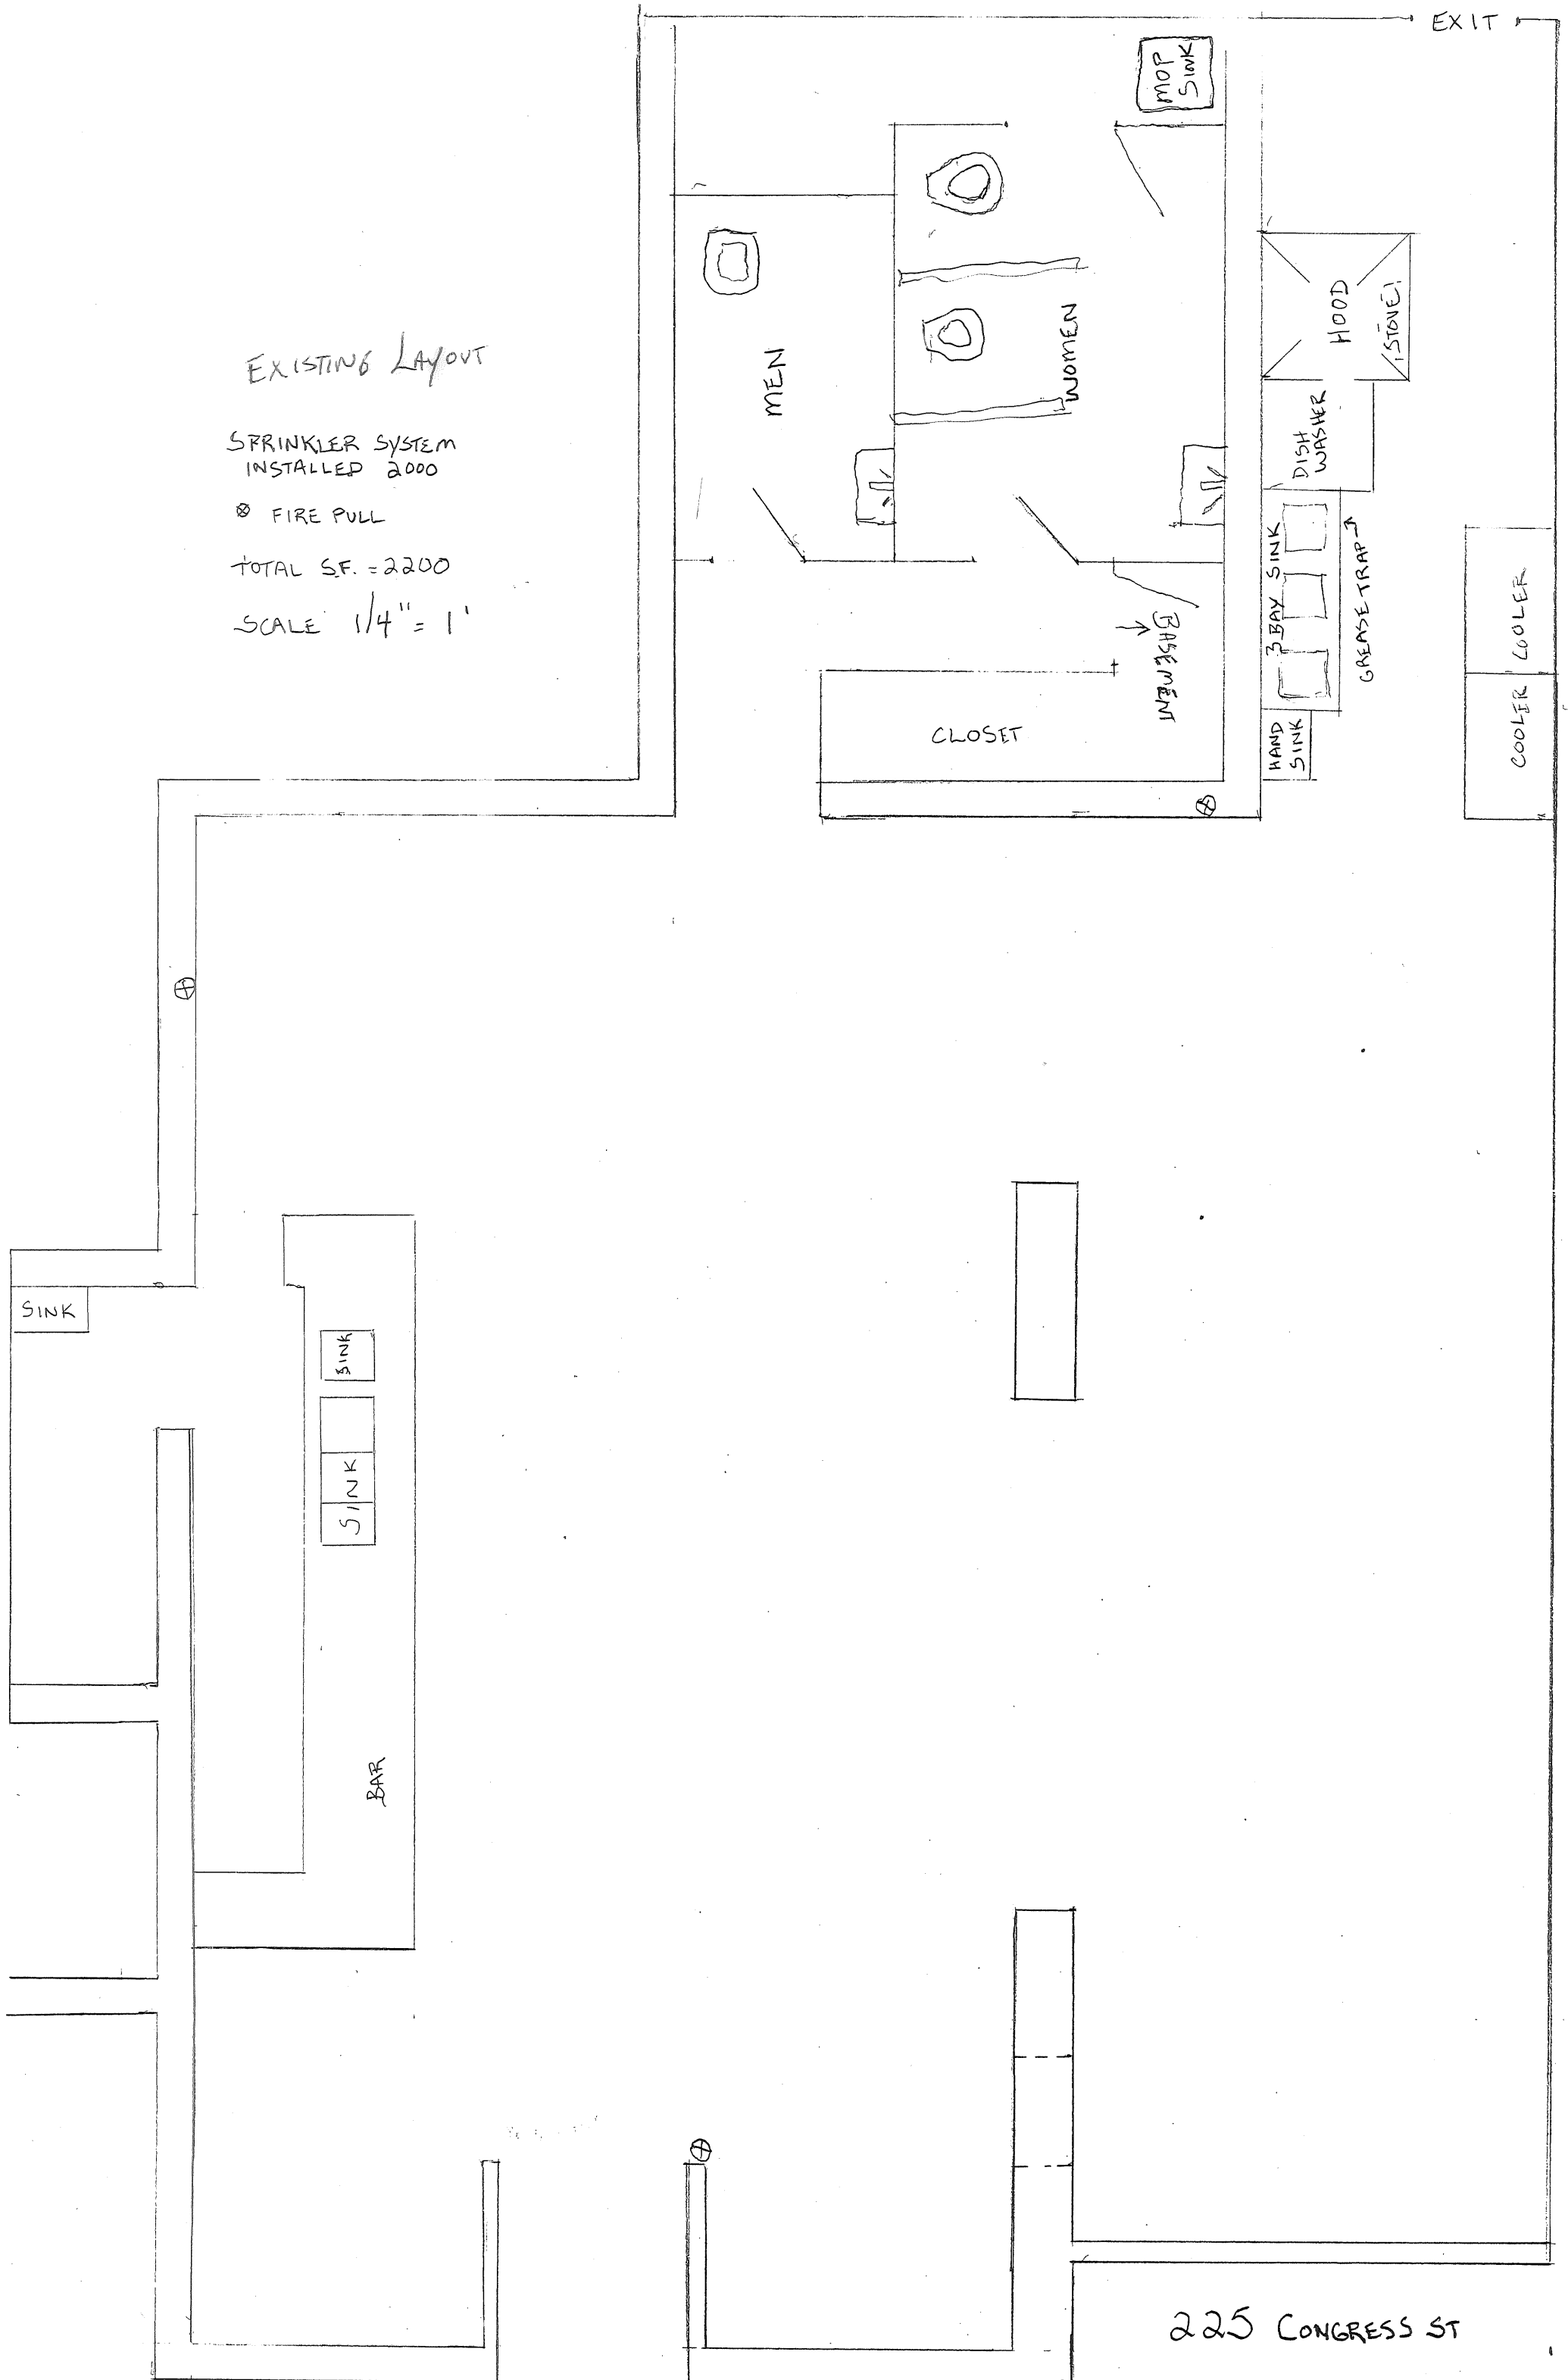 EXIT
MOP
SINK
EXISTING LAYOUT
SPRINKLER SYSTEM
INSTALLED 2000
⊗ FIRE PULL
TOTAL S.F. = 2200
SCALE 1/4" = 1'
MEN
WOMEN
HOOD
STOVE
DISH
WASHER
3 BAY SINK
GREASE TRAP →
BASEMENT
CLOSET
HAND
SINK
COOLER
COOLER
SINK
SINK
SINK
BAR
225 CONGRESS ST